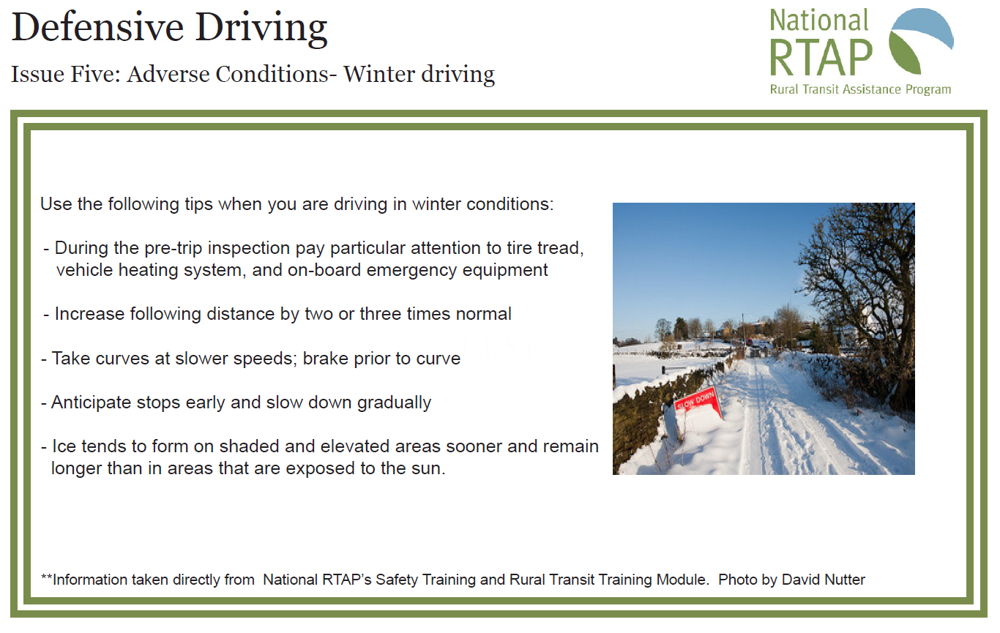 Defensive Driving
Issue Five: Adverse Conditions- Winter driving
National
RTAP
Rural Transit Assistance Program
Use the following tips when you are driving in winter conditions:
- During the pre-trip inspection pay particular attention to tire tread,
vehicle heating system, and on-board emergency equipment
- Increase following distance by two or three times normal
- Take curves at slower speeds; brake prior to curve
- Anticipate stops early and slow down gradually
- Ice tends to form on shaded and elevated areas sooner and remain
longer than in areas that are exposed to the sun.
SLOW DOWN
**Information taken directly from  National RTAP's Safety Training and Rural Transit Training Module.  Photo by David Nutter